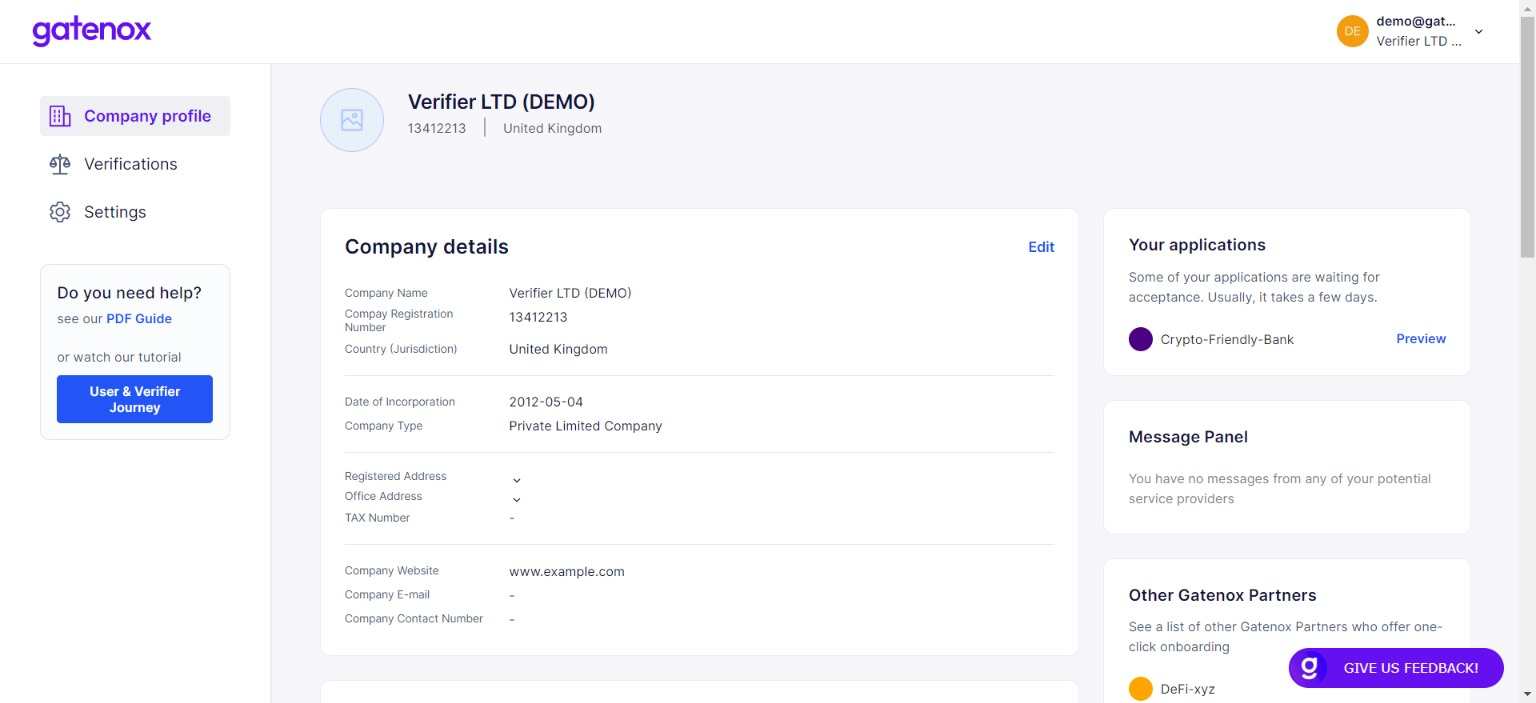 gatenox
DE
demo@gat...
Verifier LTD ...
Company profile
Verifications
Settings
Do you need help?
see our PDF Guide
or watch our tutorial
User & Verifier
Journey
Verifier LTD (DEMO)
13412213 | United Kingdom
Company details
Edit
Company Name Verifier LTD (DEMO)
Compay Registration
Number 13412213
Country (Jurisdiction) United Kingdom
Date of Incorporation 2012-05-04
Company Type Private Limited Company
Registered Address
Office Address
TAX Number -
Company Website www.example.com
Company E-mail -
Company Contact Number -
Your applications
Some of your applications are waiting for
acceptance. Usually, it takes a few days.
Crypto-Friendly-Bank Preview
Message Panel
You have no messages from any of your potential
service providers
Other Gatenox Partners
See a list of other Gatenox Partners who offer one-
click onboarding
DeFi-xyz
g GIVE US FEEDBACK!